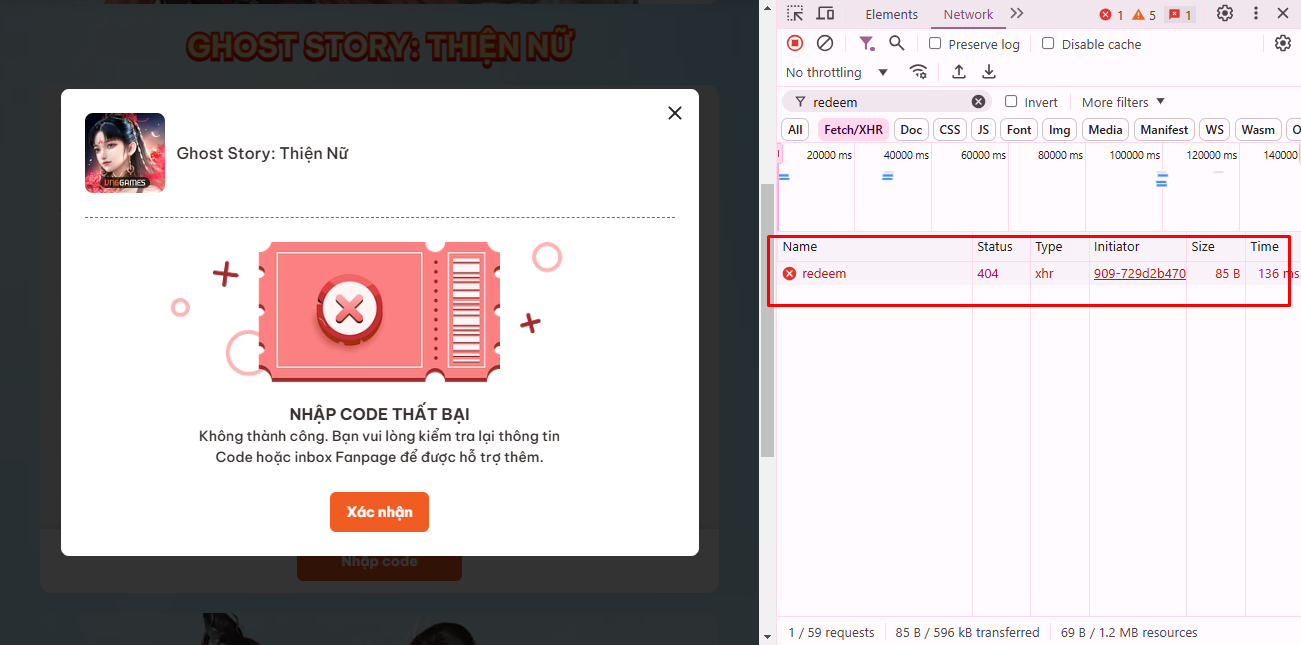 GHOST STORY: THIỆN NỮ
Ghost Story: Thiện Nữ
VNGGAMES
NHẬP CODE THẤT BẠI
Không thành công. Bạn vui lòng kiểm tra lại thông tin
Code hoặc inbox Fanpage để được hỗ trợ thêm.
Xác nhận
Nhập code
Elements Network 1 5 1
Preserve log Disable cache
No throttling
redeem Invert More filters
All Fetch/XHR Doc CSS JS Font Img Media Manifest WS Wasm O
20000 ms 40000 ms 60000 ms 80000 ms 100000 ms 120000 ms 140000
Name Status Type Initiator Size Time
redeem 404 xhr 909-729d2b470 85 B 136 ms
1 / 59 requests 85 B / 596 kB transferred 69 B / 1.2 MB resources